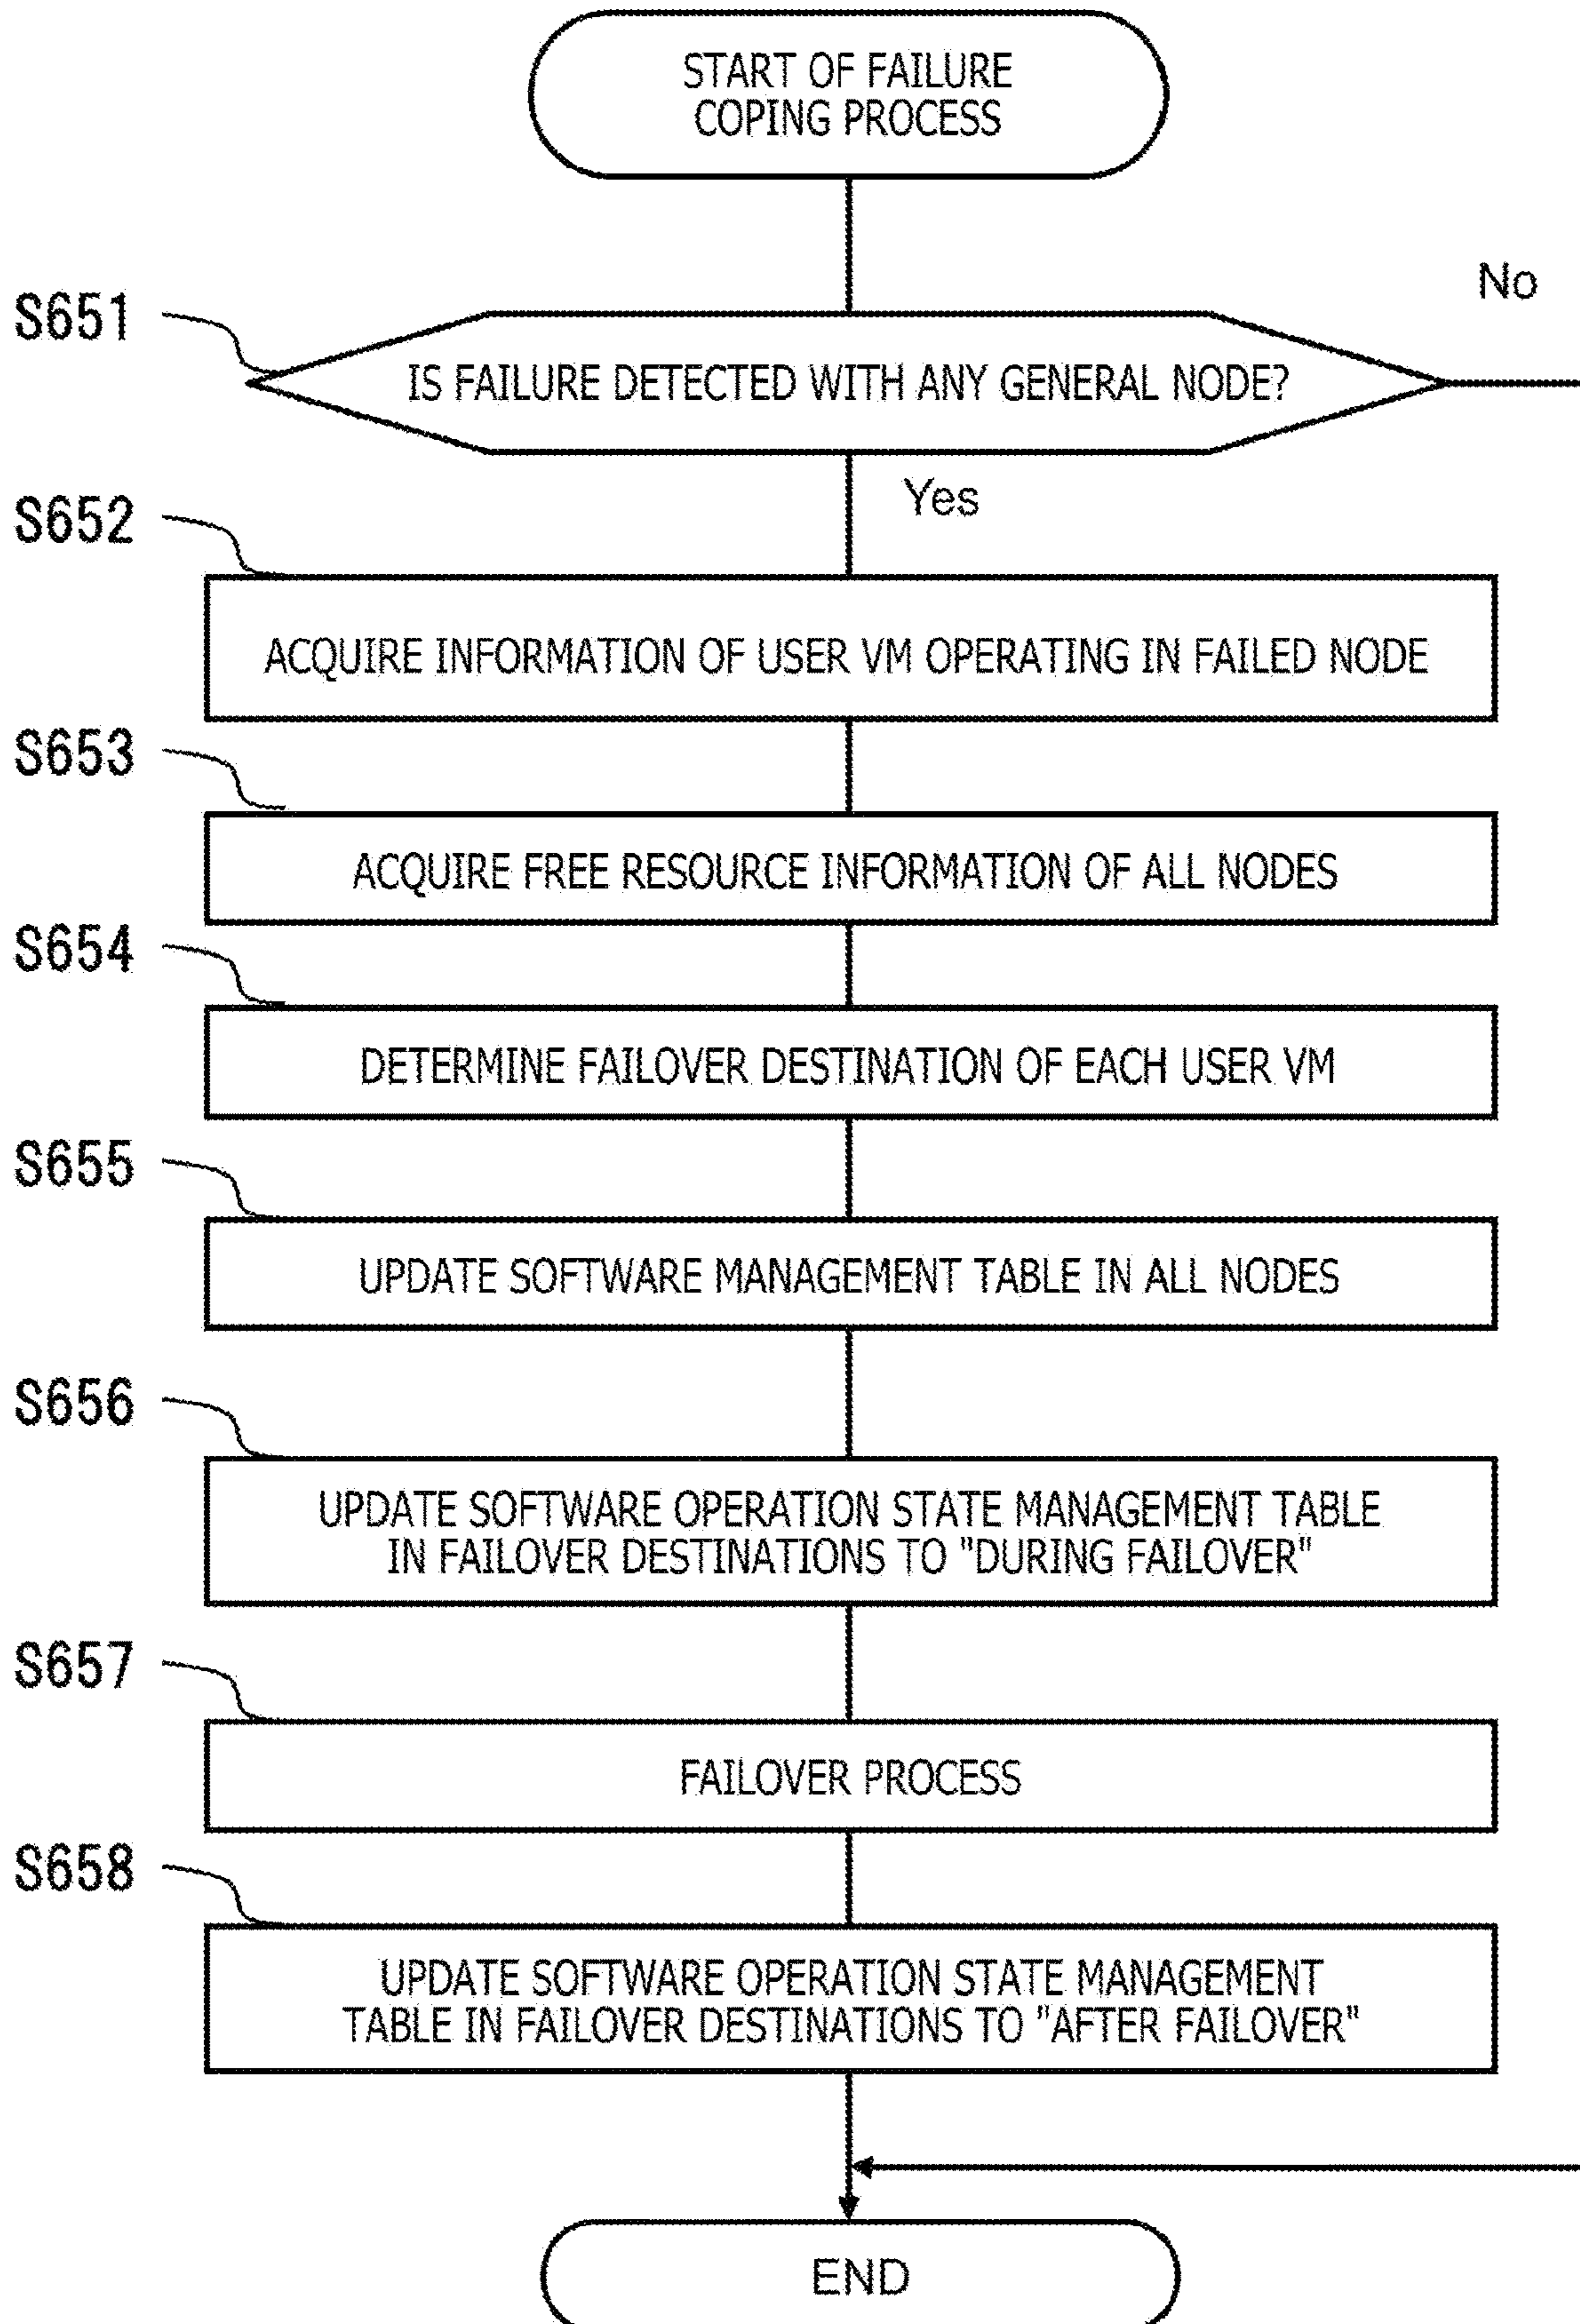 START OF FAILURE
COPING PROCESS
No
S651
IS FAILURE DETECTED WITH ANY GENERAL NODE?
Yes
S652
ACQUIRE INFORMATION OF USER VM OPERATING IN FAILED NODE
S653
ACQUIRE FREE RESOURCE INFORMATION OF ALL NODES
S654
DETERMINE FAILOVER DESTINATION OF EACH USER VM
S655
UPDATE SOFTWARE MANAGEMENT TABLE IN ALL NODES
S656
UPDATE SOFTWARE OPERATION STATE MANAGEMENT TABLE
IN FAILOVER DESTINATIONS TO "DURING FAILOVER"
S657
FAILOVER PROCESS
S658
UPDATE SOFTWARE OPERATION STATE MANAGEMENT
TABLE IN FAILOVER DESTINATIONS TO "AFTER FAILOVER"
END